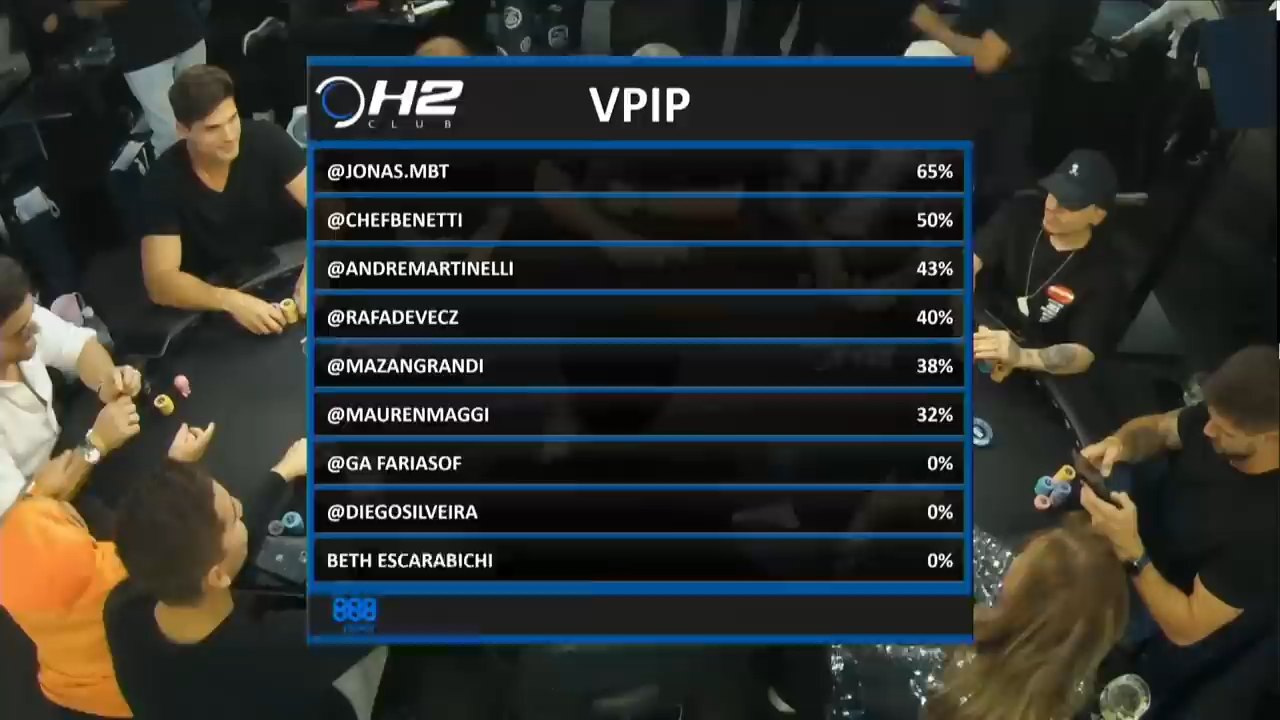 H2
CLUB
VPIP
@JONAS.MBT 65%
@CHEFBENETTI 50%
@ANDREMARTINELLI 43%
@RAFADEVECZ 40%
@MAZANGRANDI 38%
@MAURENMAGGI 32%
@GA FARIASOF 0%
@DIEGOSILVEIRA 0%
BETH ESCARABICHI 0%
888